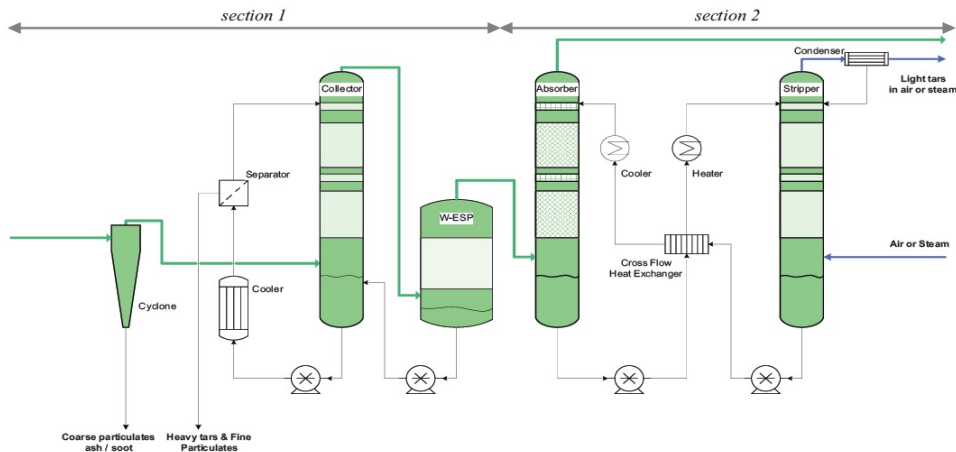 section 1
section 2
Condenser
Collector
Absorber
Stripper
Light tars
in air or steam
Separator
Cooler
Heater
W-ESP
Air or Steam
Cross Flow
Heat Exchanger
Cooler
Cyclone
Coarse particulates
ash / soot
Heavy tars & Fine
Particulates